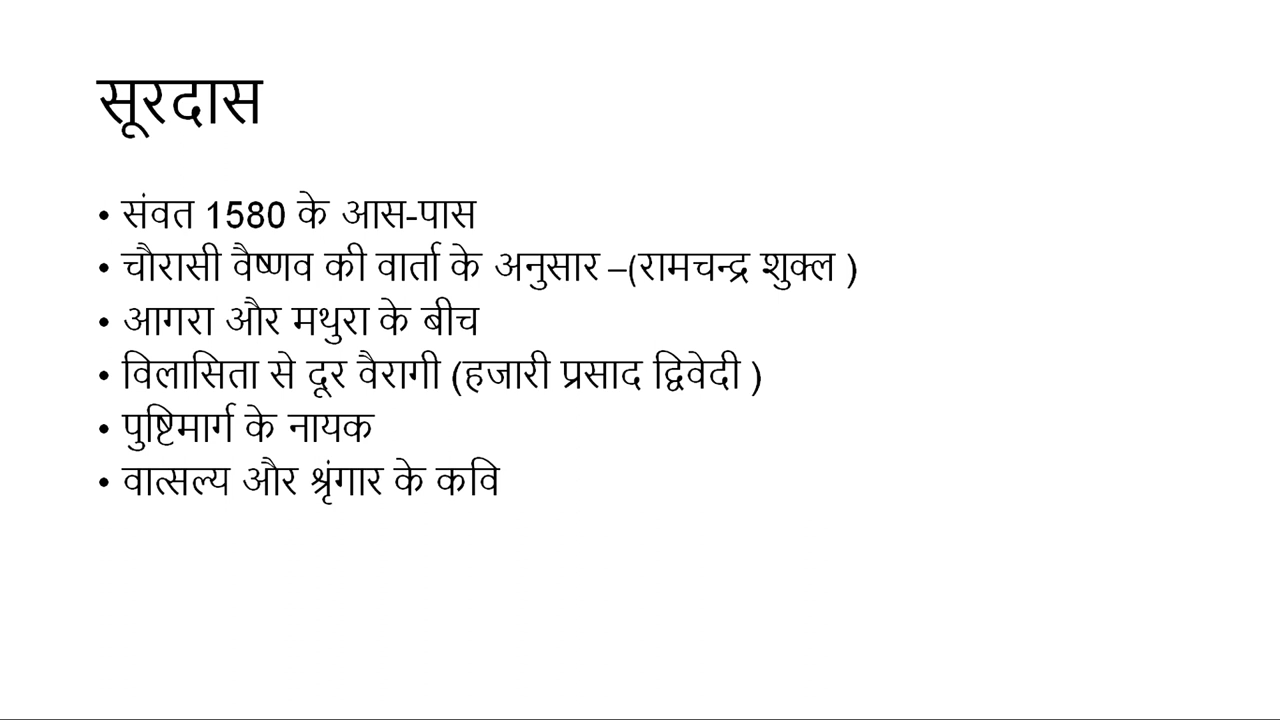 सूरदास
• संवत 1580 के आस-पास
• चौरासी वैष्णव की वार्ता के अनुसार –(रामचन्द्र शुक्ल )
• आगरा और मथुरा के बीच
• विलासिता से दूर वैरागी (हजारी प्रसाद द्विवेदी )
• पुष्टिमार्ग के नायक
• वात्सल्य और श्रृंगार के कवि